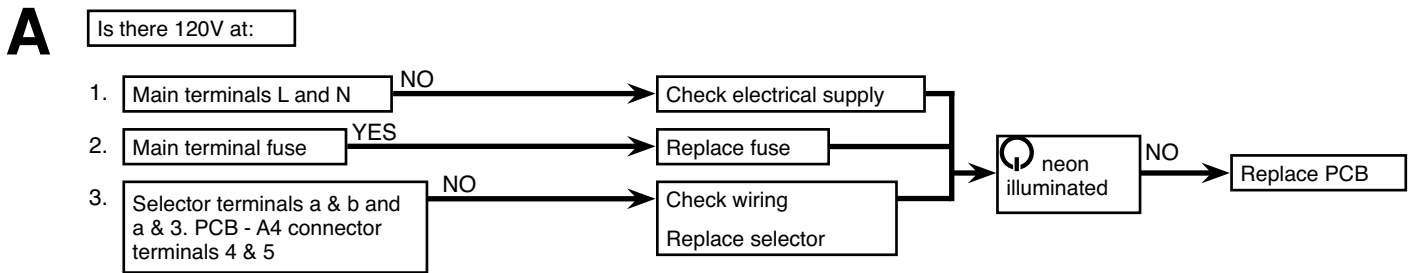 A
Is there 120V at:
1. Main terminals L and N
NO
Check electrical supply
2. Main terminal fuse
YES
Replace fuse
3. Selector terminals a & b and
a & 3. PCB - A4 connector
terminals 4 & 5
NO
Check wiring
Replace selector
neon
illuminated
NO
Replace PCB